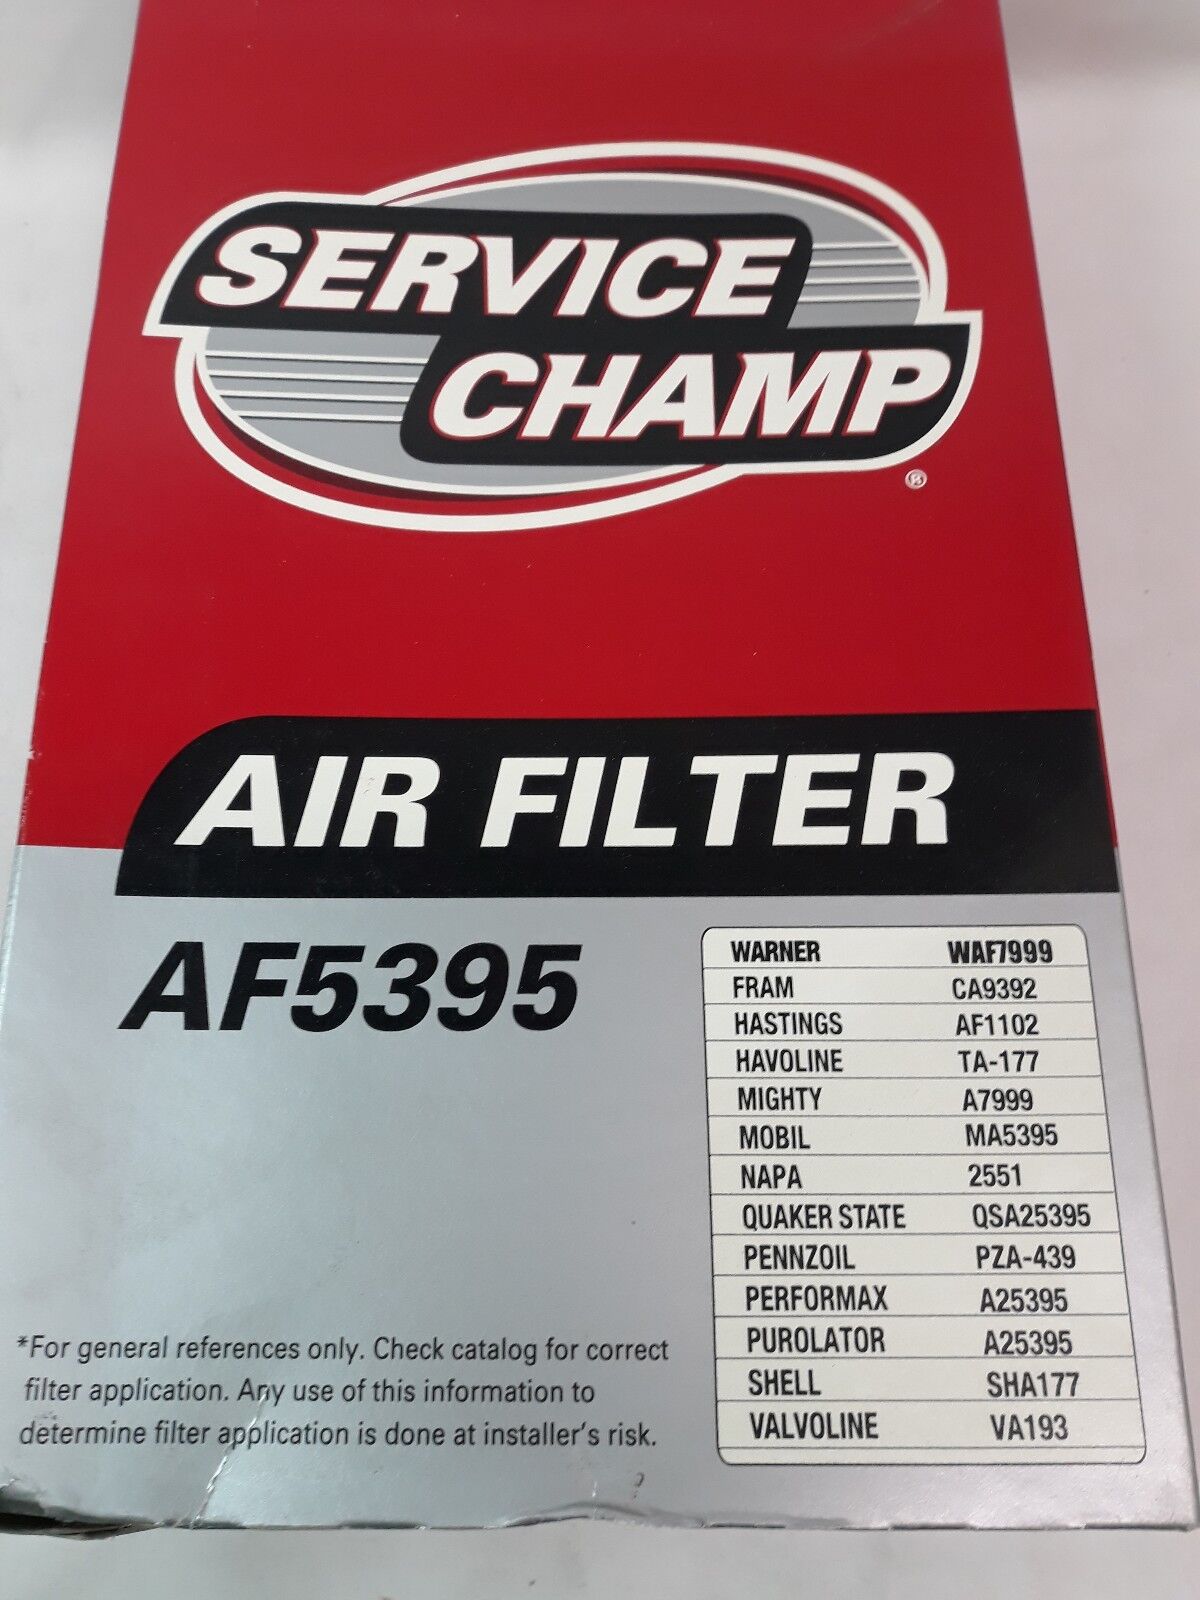 SERVICE
CHAMP
®
AIR FILTER
AF5395
WARNER WAF7999
FRAM CA9392
HASTINGS AF1102
HAVOLINE TA-177
MIGHTY A7999
MOBIL MA5395
NAPA 2551
QUAKER STATE QSA25395
PENNZOIL PZA-439
PERFORMAX A25395
PUROLATOR A25395
SHELL SHA177
VALVOLINE VA193
*For general references only. Check catalog for correct
filter application. Any use of this information to
determine filter application is done at installer's risk.